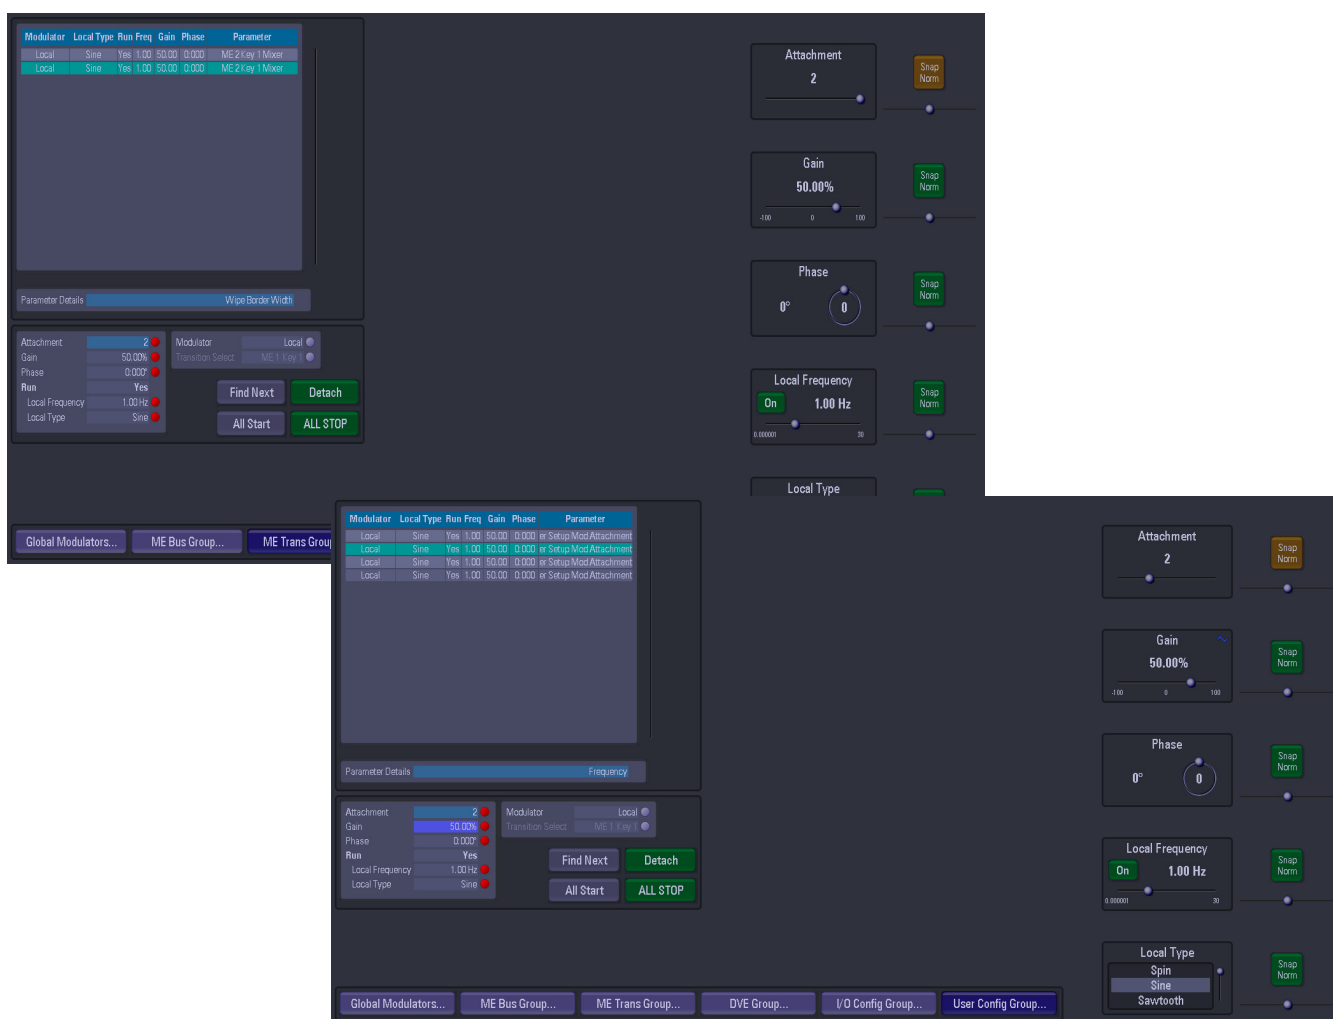 Modulator Local Type Run Freq Gain Phase Parameter
Local Sine Yes 1.00 50.00 0:000 ME 2 Key 1 Mixer
Local Sine Yes 1.00 50.00 0:000 ME 2 Key 1 Mixer
Parameter Details Wipe Border Width
Attachment 2
Gain 50.00%
Phase 0:000°
Run Yes
Local Frequency 1.00 Hz
Local Type Sine
Modulator Local
Transition Select ME 1 Key 1
Find Next Detach
All Start ALL STOP
Global Modulators... ME Bus Group... ME Trans Grou
Attachment
2
Snap
Norm
Gain
50.00%
-100 0 100
Snap
Norm
Phase
0° 0
Snap
Norm
Local Frequency
On 1.00 Hz
0.000001 30
Snap
Norm
Local Type
Modulator Local Type Run Freq Gain Phase Parameter
Local Sine Yes 1.00 50.00 0:000 er Setup Mod Attachment
Local Sine Yes 1.00 50.00 0:000 er Setup Mod Attachment
Local Sine Yes 1.00 50.00 0:000 er Setup Mod Attachment
Local Sine Yes 1.00 50.00 0:000 er Setup Mod Attachment
Parameter Details Frequency
Attachment 2
Gain 50.00%
Phase 0:000°
Run Yes
Local Frequency 1.00 Hz
Local Type Sine
Modulator Local
Transition Select ME 1 Key 1
Find Next Detach
All Start ALL STOP
Attachment
2
Snap
Norm
Gain
50.00%
-100 0 100
Snap
Norm
Phase
0° 0
Snap
Norm
Local Frequency
On 1.00 Hz
0.000001 30
Snap
Norm
Local Type
Spin
Sine
Sawtooth
Snap
Norm
Global Modulators... ME Bus Group... ME Trans Group... DVE Group... I/O Config Group... User Config Group...